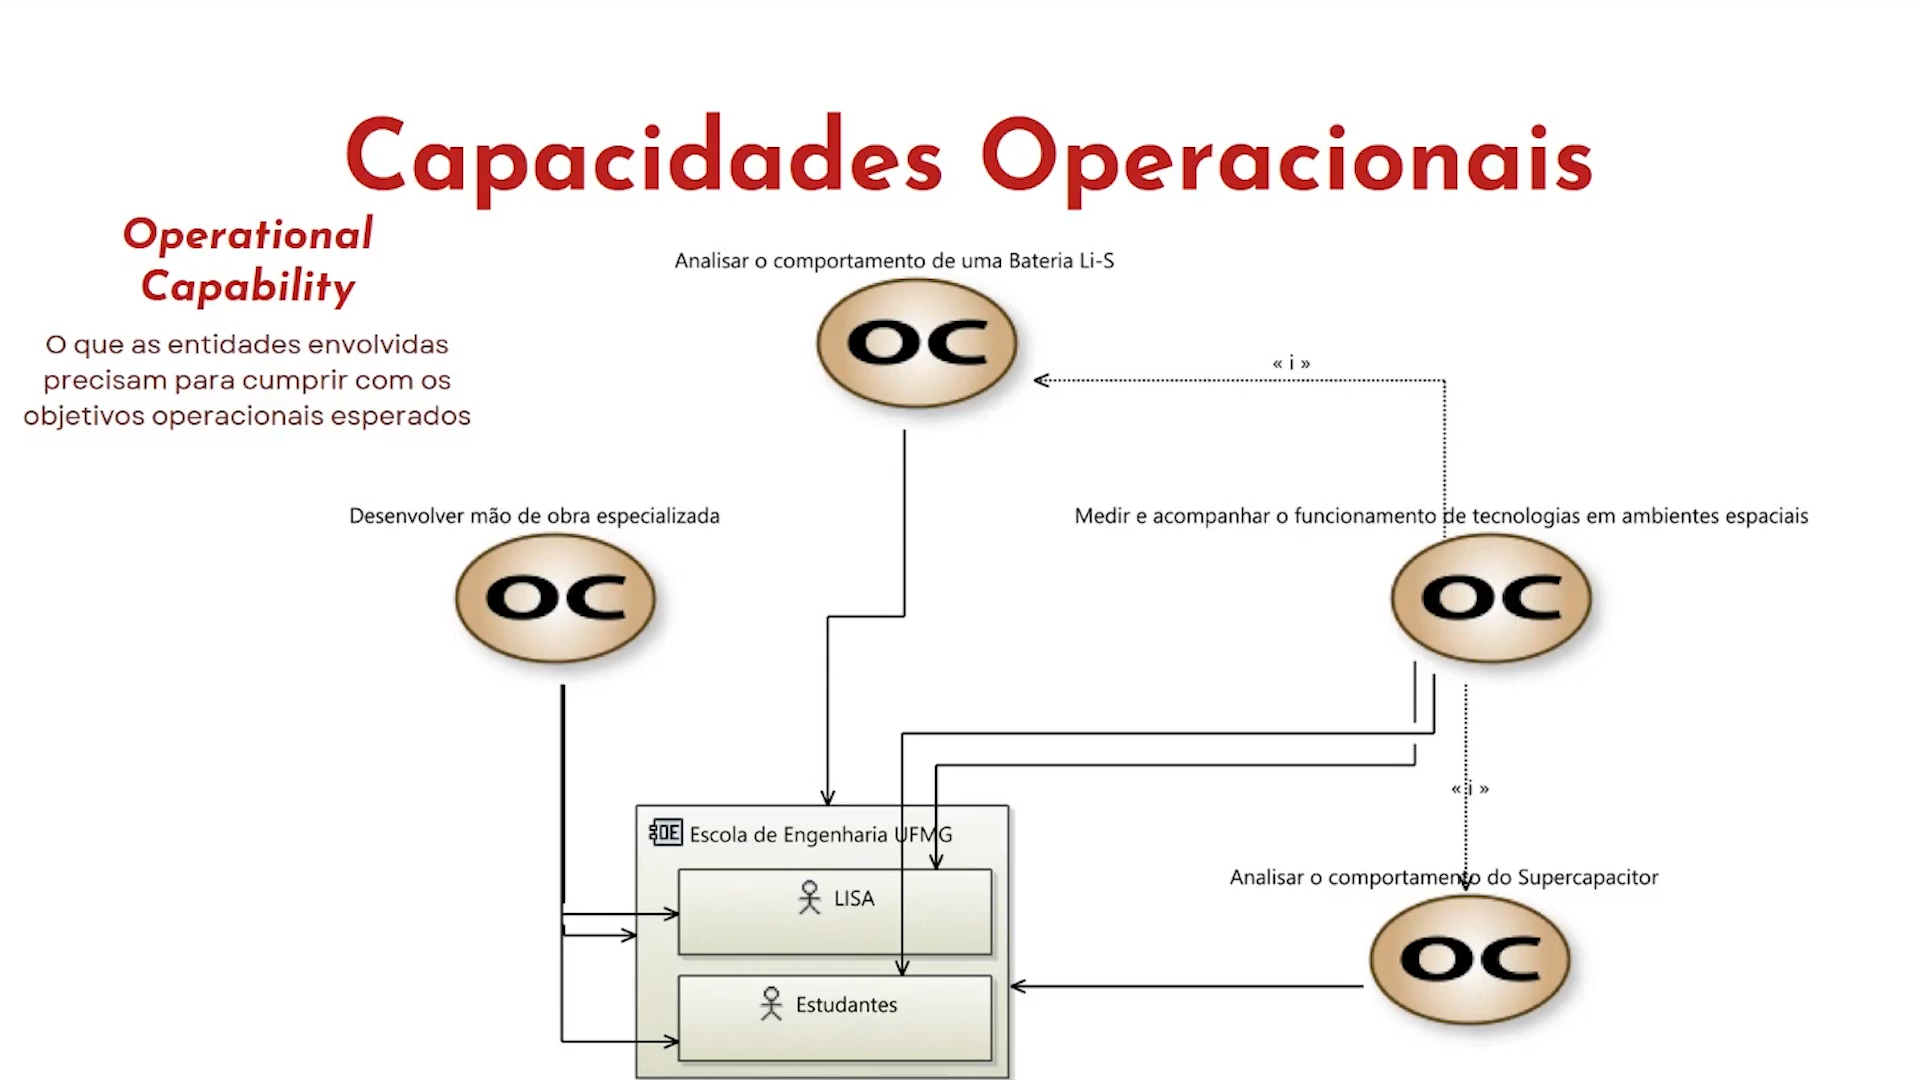 Capacidades Operacionais
Operational
Capability
O que as entidades envolvidas
precisam para cumprir com os
objetivos operacionais esperados
Analisar o comportamento de uma Bateria Li-S
OC
« i »
Desenvolver mão de obra especializada
OC
Medir e acompanhar o funcionamento de tecnologias em ambientes espaciais
OC
« i »
Analisar o comportamento do Supercapacitor
OC
OE Escola de Engenharia UFMG
LISA
Estudantes